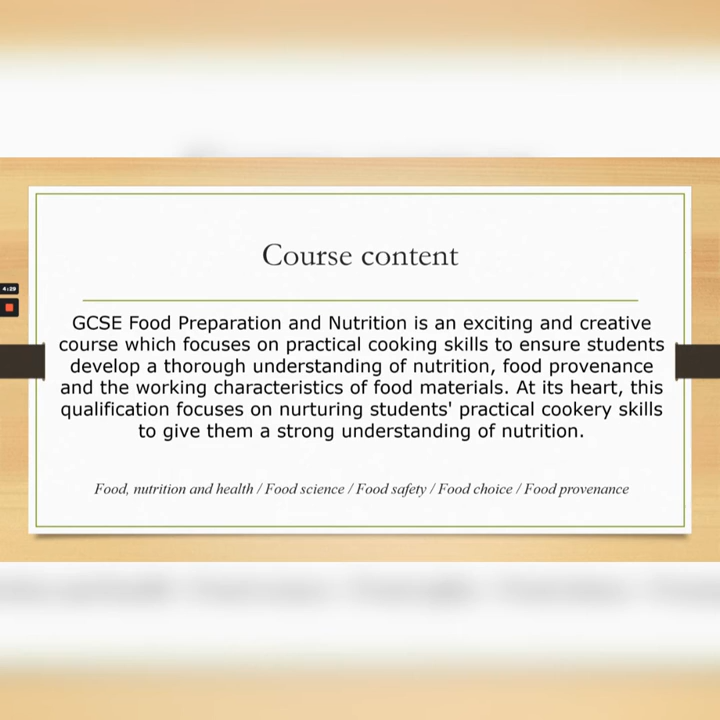 Course content
4:29
GCSE Food Preparation and Nutrition is an exciting and creative
course which focuses on practical cooking skills to ensure students
develop a thorough understanding of nutrition, food provenance
and the working characteristics of food materials. At its heart, this
qualification focuses on nurturing students' practical cookery skills
to give them a strong understanding of nutrition.
Food, nutrition and health / Food science / Food safety / Food choice / Food provenance